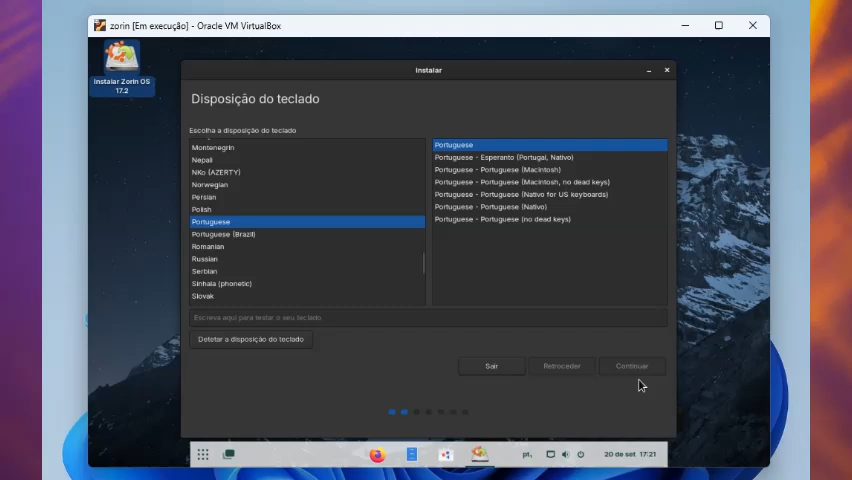 zorin [Em execução] - Oracle VM VirtualBox
Instalar Zorin OS
17.2
Instalar
Disposição do teclado
Escolha a disposição do teclado
Montenegrin
Nepali
NKo (AZERTY)
Norwegian
Persian
Polish
Portuguese
Portuguese (Brazil)
Romanian
Russian
Serbian
Sinhala (phonetic)
Slovak
Portuguese
Portuguese - Esperanto (Portugal, Nativo)
Portuguese - Portuguese (Macintosh)
Portuguese - Portuguese (Macintosh, no dead keys)
Portuguese - Portuguese (Nativo for US keyboards)
Portuguese - Portuguese (Nativo)
Portuguese - Portuguese (no dead keys)
Escreva aqui para testar o seu teclado
Detetar a disposição do teclado
Sair
Retroceder
Continuar
pt₁
20 de set 17:21